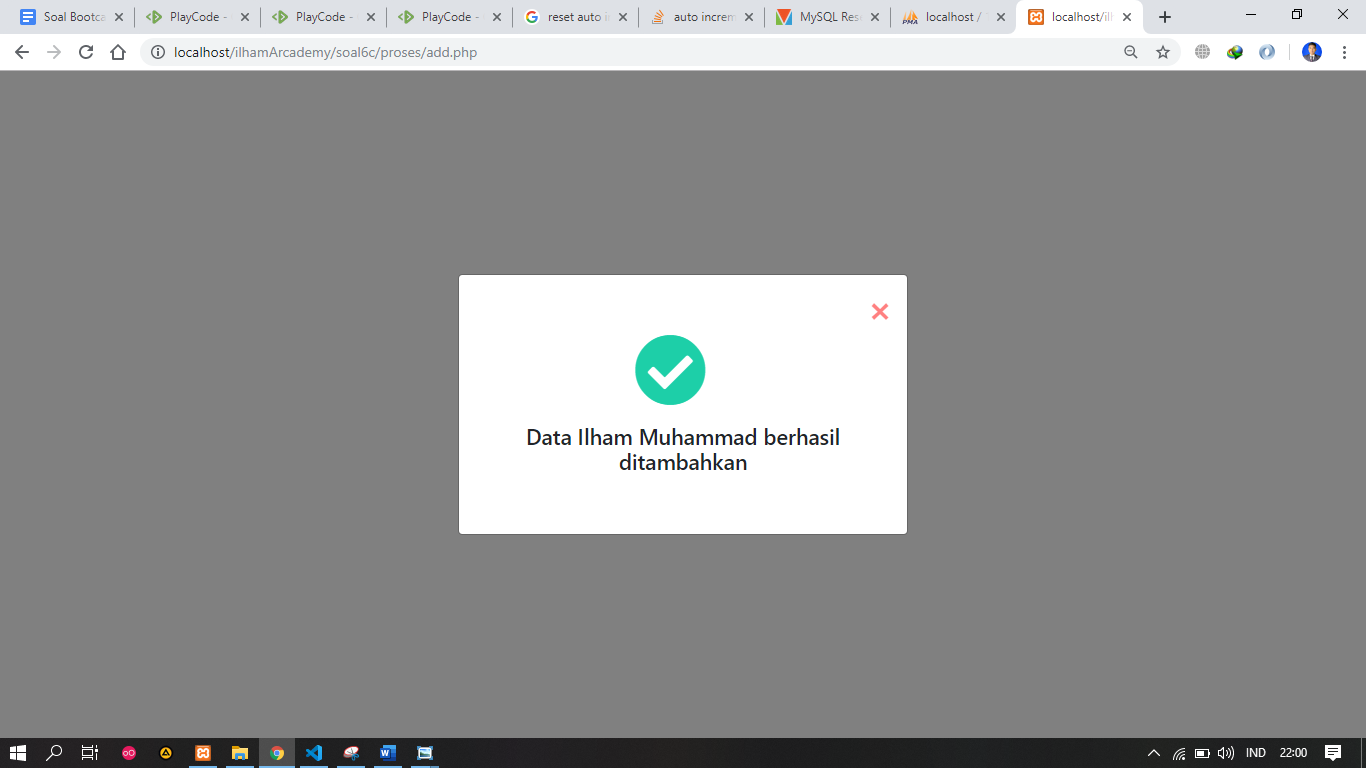 Soal Bootca
PlayCode -
PlayCode -
PlayCode -
reset auto i
auto increm
MySQL Res
localhost /
localhost/il
localhost/ilhamArcademy/soal6c/proses/add.php
Data Ilham Muhammad berhasil
ditambahkan
IND
22:00